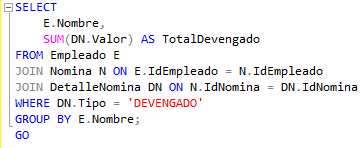 SELECT
E.Nombre,
SUM(DN.Valor) AS TotalDevengado
FROM Empleado E
JOIN Nomina N ON E.IdEmpleado = N.IdEmpleado
JOIN DetalleNomina DN ON N.IdNomina = DN.IdNomina
WHERE DN.Tipo = 'DEVENGADO'
GROUP BY E.Nombre;
GO